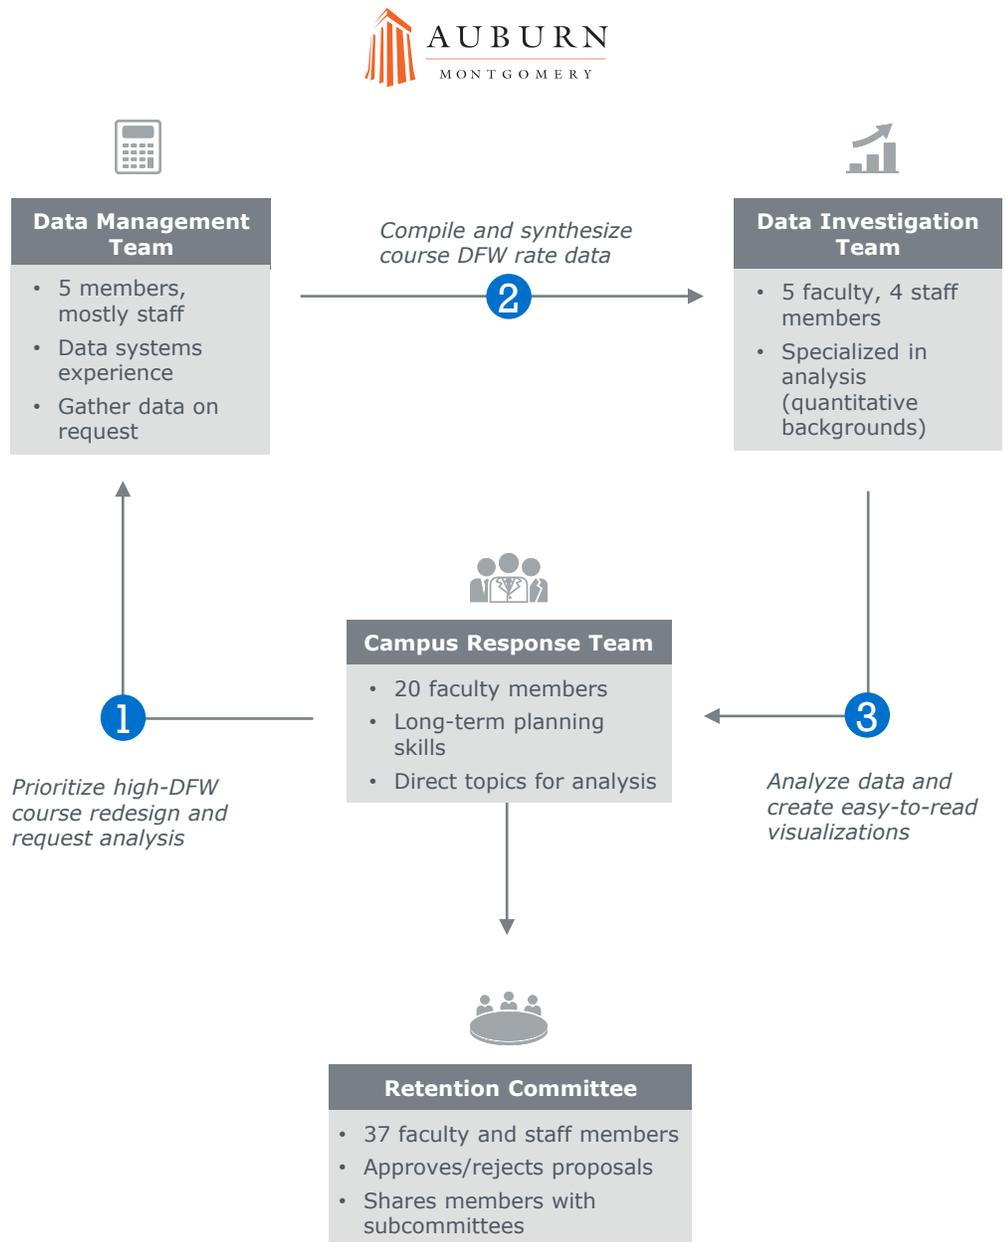 AUBURN
MONTGOMERY
Data Management
Team
• 5 members,
mostly staff
• Data systems
experience
• Gather data on
request
Compile and synthesize
course DFW rate data
2
Data Investigation
Team
• 5 faculty, 4 staff
members
• Specialized in
analysis
(quantitative
backgrounds)
Campus Response Team
• 20 faculty members
• Long-term planning
skills
• Direct topics for analysis
1
Prioritize high-DFW
course redesign and
request analysis
3
Analyze data and
create easy-to-read
visualizations
Retention Committee
• 37 faculty and staff members
• Approves/rejects proposals
• Shares members with
subcommittees